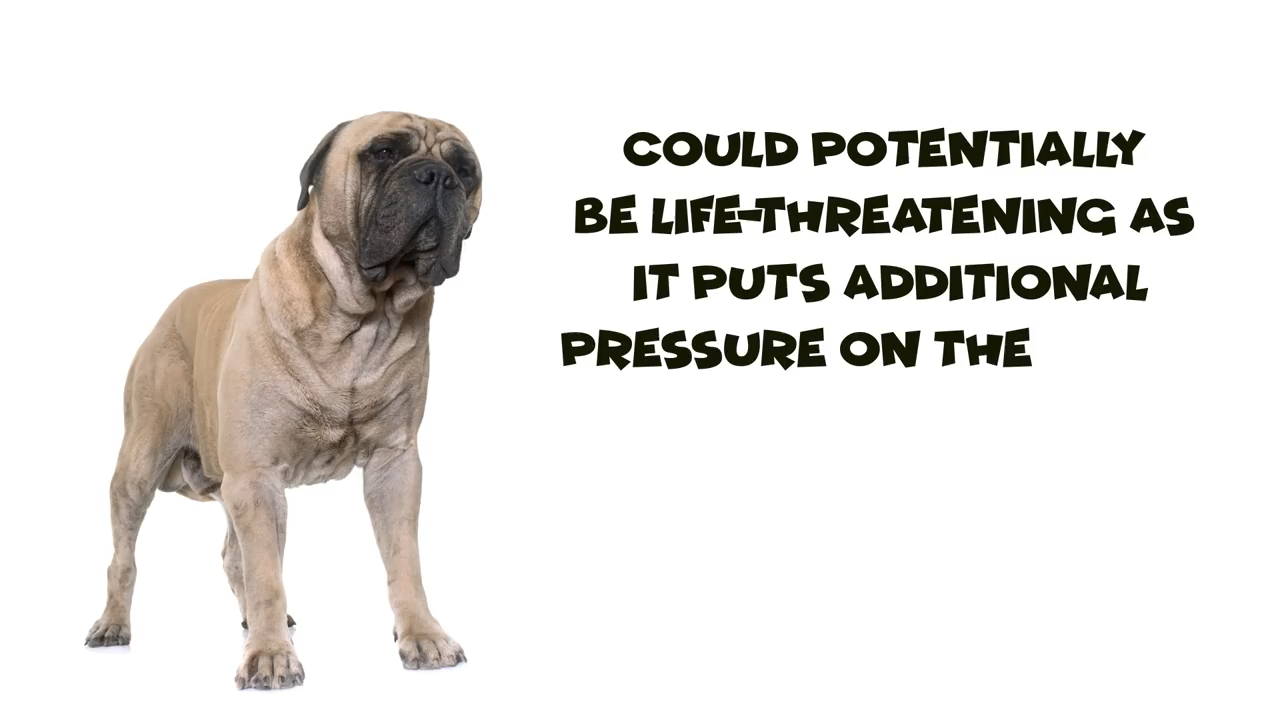 COULD POTENTIALLY
BE LIFE-THREATENING AS
IT PUTS ADDITIONAL
PRESSURE ON THE